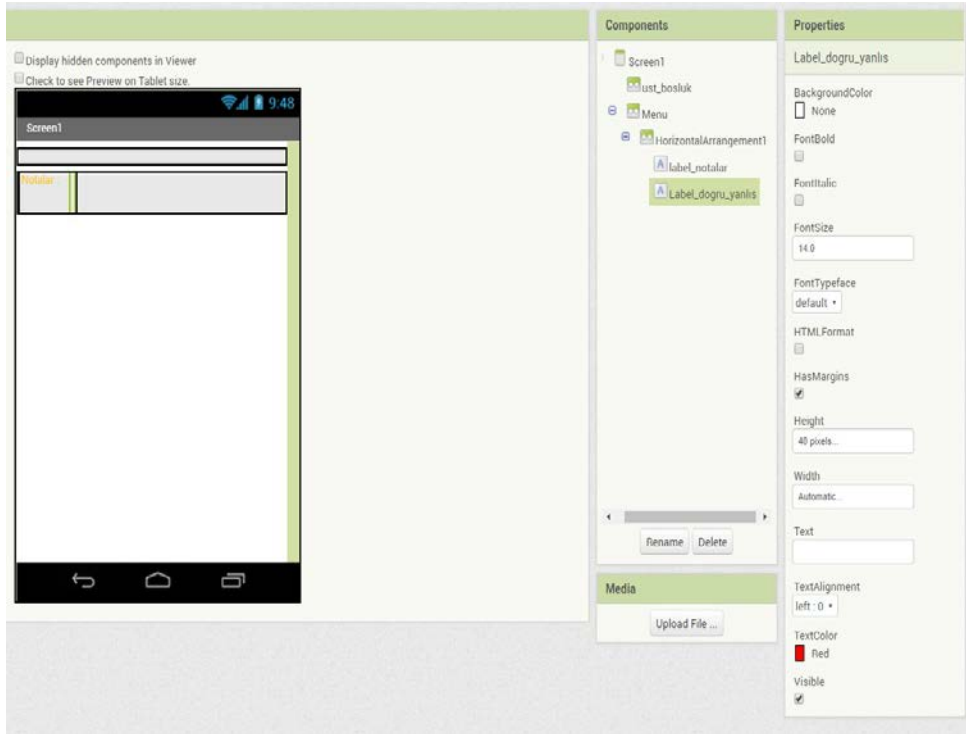 Display hidden components in Viewer
Check to see Preview on Tablet size.
9:48
Screen1
Notalar
Components
Screen1
ust_bosluk
Menu
HorizontalArrangement1
label_notalar
Label_dogru_yanlıs
Rename Delete
Media
Upload File ...
Properties
Label_dogru_yanlıs
BackgroundColor
None
FontBold
FontItalic
FontSize
14.0
FontTypeface
default
HTMLFormat
HasMargins
Height
40 pixels...
Width
Automatic...
Text
TextAlignment
left : 0
TextColor
Red
Visible